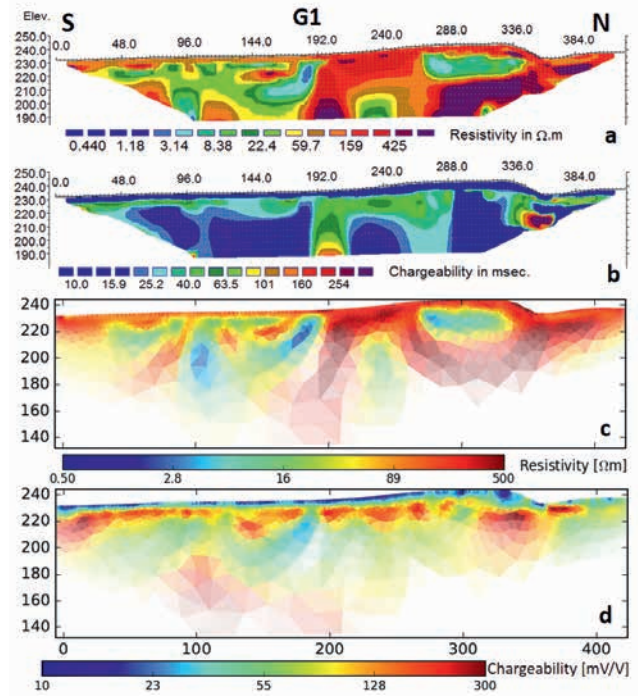 S G1 N
Elev.
0.0 48.0 96.0 144.0 192.0 240.0 288.0 336.0 384.0
250.0
240.0
230.0
220.0
210.0
200.0
190.0
Resistivity in Ω.m a
0.440 1.18 3.14 8.38 22.4 59.7 159 425
0.0 48.0 96.0 144.0 192.0 240.0 288.0 336.0 384.0
250.0
240.0
230.0
220.0
210.0
200.0
190.0
Chargeability in msec. b
10.0 15.9 25.2 40.0 63.5 101 160 254
240
220
200
180
160
140
c
Resistivity [Ωm]
0.50 2.8 16 89 500
240
220
200
180
160
140
d
0 100 200 300 400
Chargeability [mV/V]
10 23 55 128 300